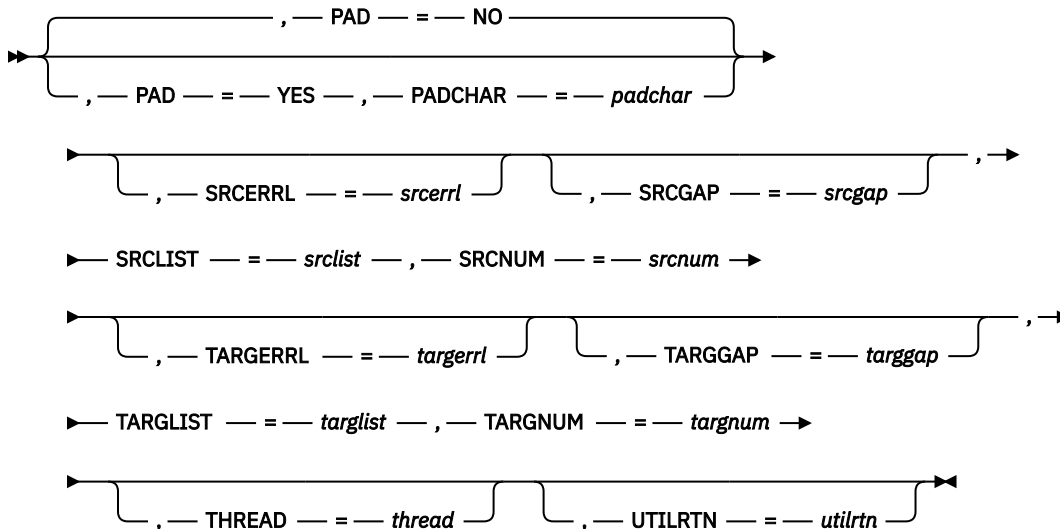 , PAD = NO
, PAD = YES , PADCHAR = padchar
,
, SRCERRL = srcerrl , SRCGAP = srcgap
SRCLIST = srclist , SRCNUM = srcnum
,
, TARGERRL = targerrl , TARGGAP = targgap
TARGLIST = targlist , TARGNUM = targnum
, THREAD = thread , UTILRTN = utilrtn